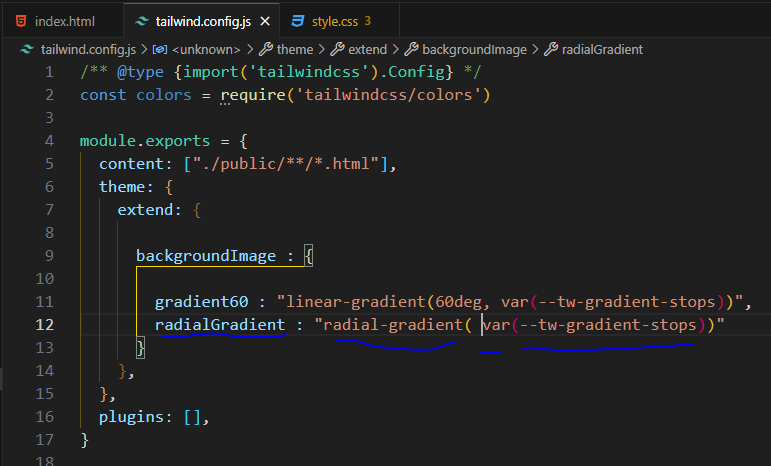 index.html tailwind.config.js × style.css 3
tailwind.config.js > <unknown> > theme > extend > backgroundImage > radialGradient
1 /** @type {import('tailwindcss').Config} */
2 const colors = require('tailwindcss/colors')
3
4 module.exports = {
5 content: ["./public/**/*.html"],
6 theme: {
7 extend: {
8
9 backgroundImage : {
10
11 gradient60 : "linear-gradient(60deg, var(--tw-gradient-stops))",
12 radialGradient : "radial-gradient( var(--tw-gradient-stops))"
13 }
14 },
15 },
16 plugins: [],
17 }